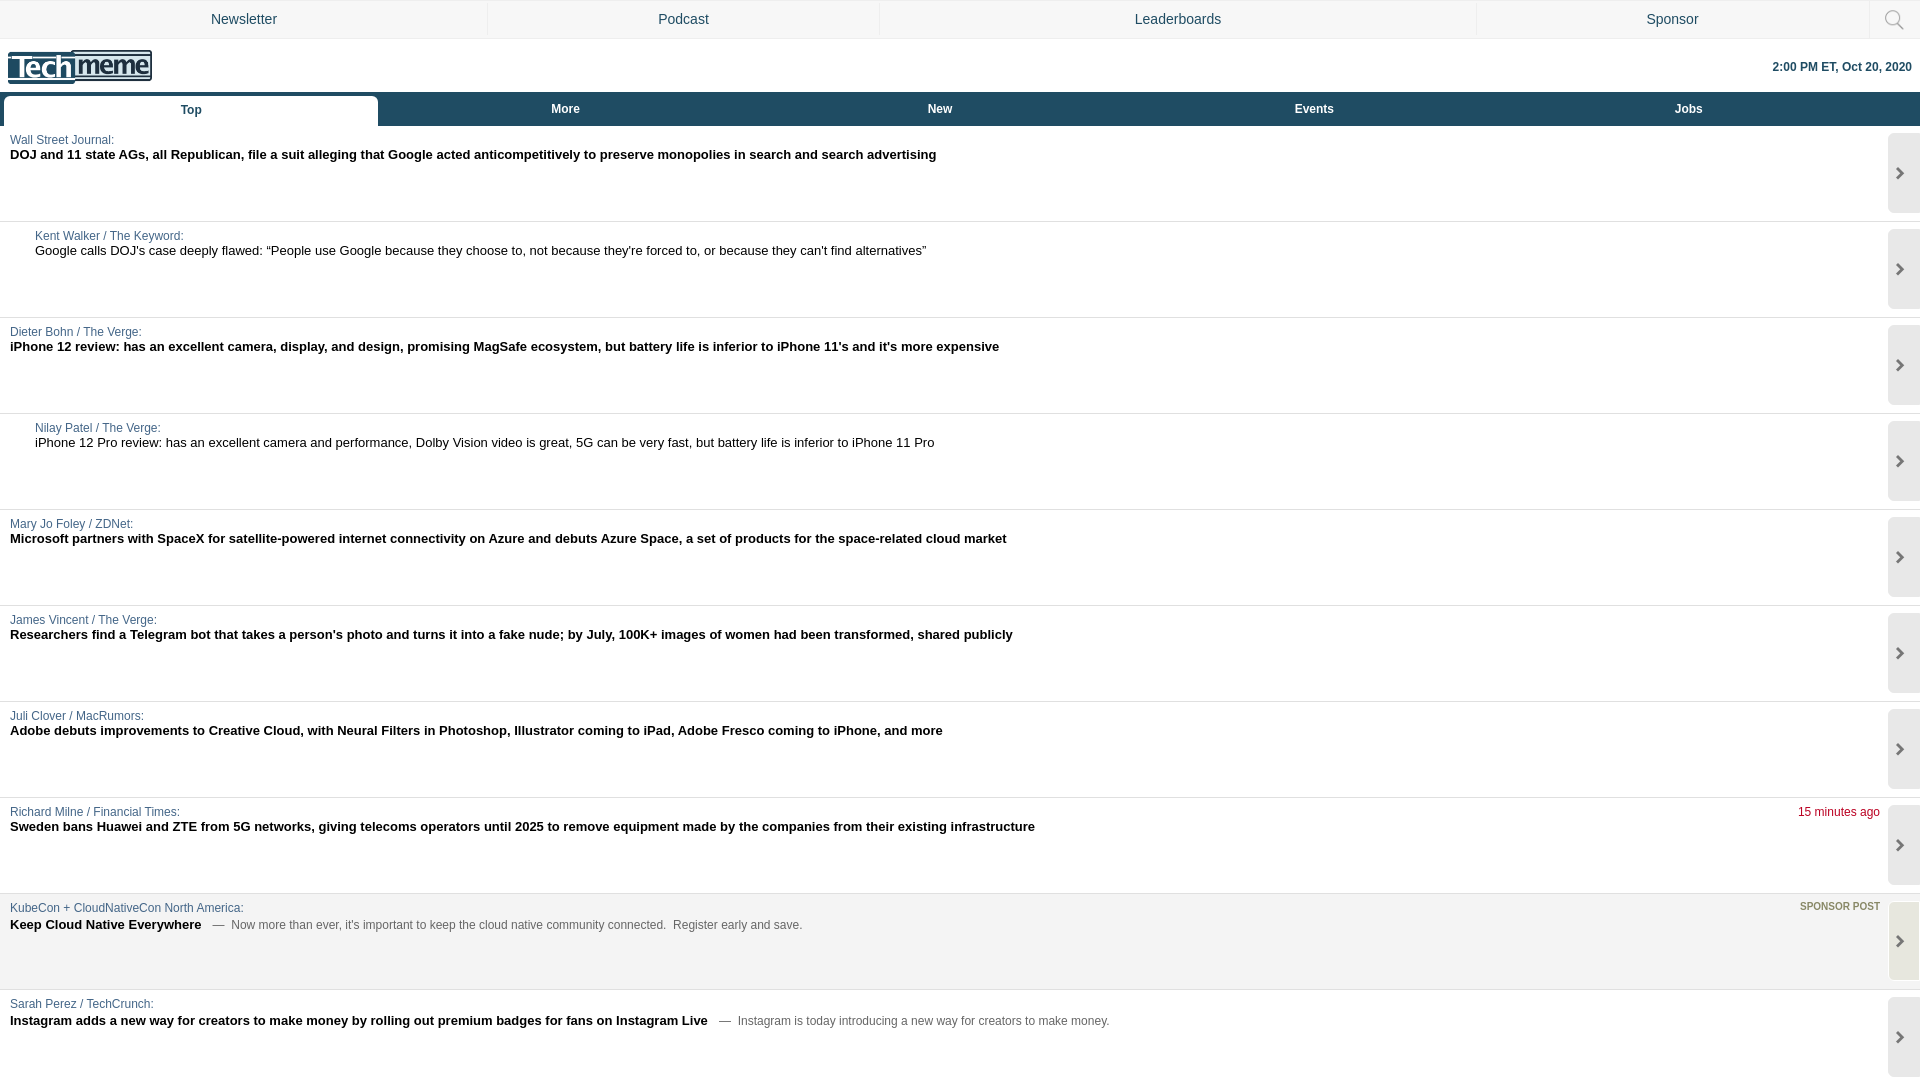 Newsletter
Podcast
Leaderboards
Sponsor
Techmeme
2:00 PM ET, Oct 20, 2020
Top
More
New
Events
Jobs
Wall Street Journal:
DOJ and 11 state AGs, all Republican, file a suit alleging that Google acted anticompetitively to preserve monopolies in search and search advertising
Kent Walker / The Keyword:
Google calls DOJ's case deeply flawed: “People use Google because they choose to, not because they're forced to, or because they can't find alternatives”
Dieter Bohn / The Verge:
iPhone 12 review: has an excellent camera, display, and design, promising MagSafe ecosystem, but battery life is inferior to iPhone 11's and it's more expensive
Nilay Patel / The Verge:
iPhone 12 Pro review: has an excellent camera and performance, Dolby Vision video is great, 5G can be very fast, but battery life is inferior to iPhone 11 Pro
Mary Jo Foley / ZDNet:
Microsoft partners with SpaceX for satellite-powered internet connectivity on Azure and debuts Azure Space, a set of products for the space-related cloud market
James Vincent / The Verge:
Researchers find a Telegram bot that takes a person's photo and turns it into a fake nude; by July, 100K+ images of women had been transformed, shared publicly
Juli Clover / MacRumors:
Adobe debuts improvements to Creative Cloud, with Neural Filters in Photoshop, Illustrator coming to iPad, Adobe Fresco coming to iPhone, and more
Richard Milne / Financial Times:
15 minutes ago
Sweden bans Huawei and ZTE from 5G networks, giving telecoms operators until 2025 to remove equipment made by the companies from their existing infrastructure
KubeCon + CloudNativeCon North America:
SPONSOR POST
Keep Cloud Native Everywhere — Now more than ever, it's important to keep the cloud native community connected. Register early and save.
Sarah Perez / TechCrunch:
Instagram adds a new way for creators to make money by rolling out premium badges for fans on Instagram Live — Instagram is today introducing a new way for creators to make money.